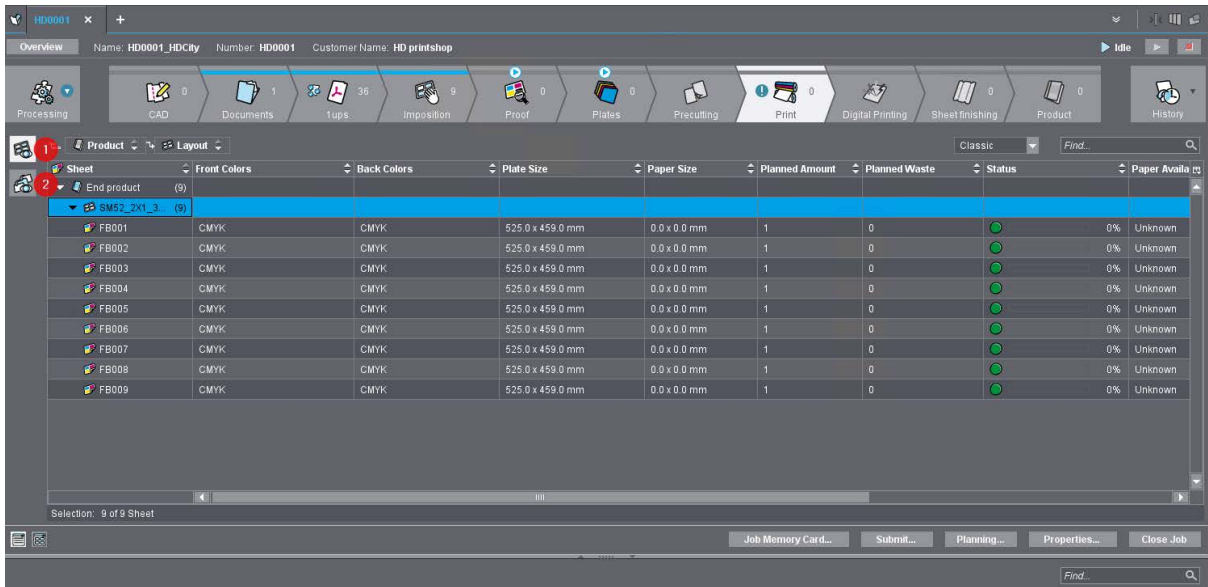 HD0001 × +
Overview Name: HD0001_HDCity Number: HD0001 Customer Name: HD printshop Idle
Processing
0 CAD
1 Documents
36 1ups
9 Imposition
0 Proof
0 Plates
Precutting
0 Print
Digital Printing
0 Sheet finishing
0 Product
History
1 Product Layout Classic Find...
Sheet Front Colors Back Colors Plate Size Paper Size Planned Amount Planned Waste Status Paper Availa
2 End product (9)
SM52_2X1_3... (9)
FB001 CMYK CMYK 525.0 x 459.0 mm 0.0 x 0.0 mm 1 0 0% Unknown
FB002 CMYK CMYK 525.0 x 459.0 mm 0.0 x 0.0 mm 1 0 0% Unknown
FB003 CMYK CMYK 525.0 x 459.0 mm 0.0 x 0.0 mm 1 0 0% Unknown
FB004 CMYK CMYK 525.0 x 459.0 mm 0.0 x 0.0 mm 1 0 0% Unknown
FB005 CMYK CMYK 525.0 x 459.0 mm 0.0 x 0.0 mm 1 0 0% Unknown
FB006 CMYK CMYK 525.0 x 459.0 mm 0.0 x 0.0 mm 1 0 0% Unknown
FB007 CMYK CMYK 525.0 x 459.0 mm 0.0 x 0.0 mm 1 0 0% Unknown
FB008 CMYK CMYK 525.0 x 459.0 mm 0.0 x 0.0 mm 1 0 0% Unknown
FB009 CMYK CMYK 525.0 x 459.0 mm 0.0 x 0.0 mm 1 0 0% Unknown
Selection: 9 of 9 Sheet
Job Memory Card... Submit... Planning... Properties... Close Job
Find...